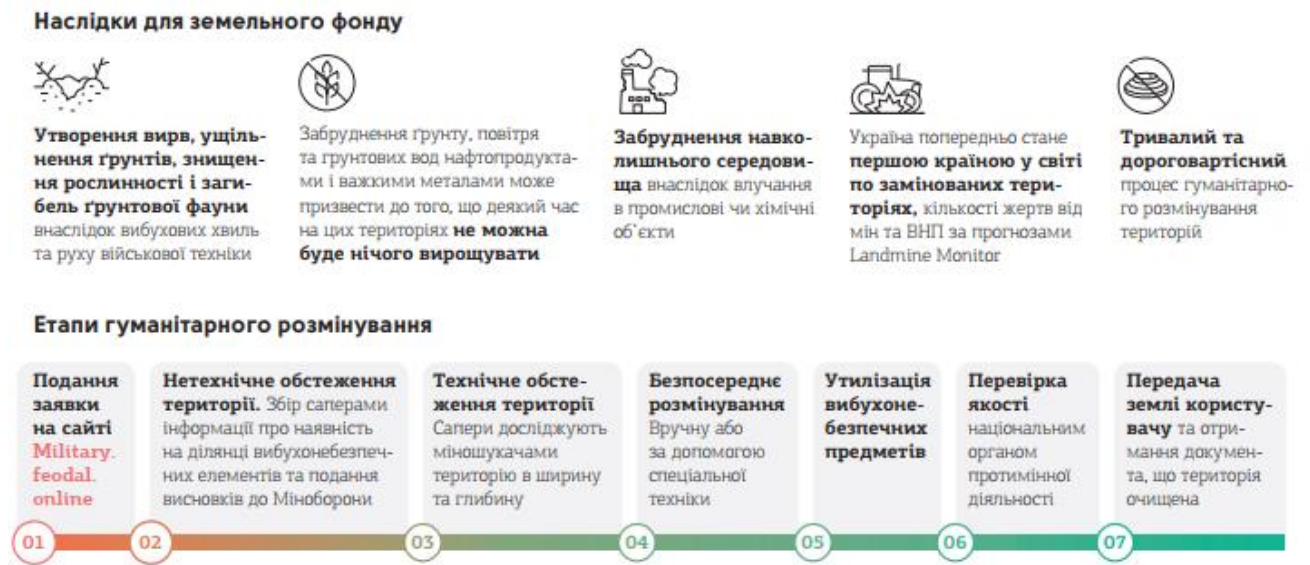 Наслідки для земельного фонду
Утворення вирв, ущіль-
нення ґрунтів, знищен-
ня рослинності і заги-
бель ґрунтової фауни
внаслідок вибухових хвиль
та руху військової техніки
Забруднення ґрунту, повітря
та грунтових вод нафтопродукта-
ми і важкими металами може
призвести до того, що деякий час
на цих територіях не можна
буде нічого вирощувати
Забруднення навко-
лишнього середови-
ща внаслідок влучання
в промислові чи хімічні
об'єкти
Україна попередньо стане
першою країною у світі
по замінованих тери-
торіях, кількості жертв від
мін та ВНП за прогнозами
Landmine Monitor
Тривалий та
дороговартісний
процес гуманітарно-
го розмінування
територій
Етапи гуманітарного розмінування
Подання
заявки
на сайті
Military.
feodal.
online
Нетехнічне обстеження
території. Збір саперами
інформації про наявність
на ділянці вибухонебезпеч-
них елементів та подання
висновків до Міноборони
Технічне обсте-
ження території
Сапери досліджують
міношукачами
територію в ширину
та глибину
Безпосереднє
розмінування
Вручну або
за допомогою
спеціальної
техніки
Утилізація
вибухоне-
безпечних
предметів
Перевірка
якості
національним
органом
протимінної
діяльності
Передача
землі користу-
вачу та отри-
мання докумен-
та, що територія
очищена
01 02 03 04 05 06 07